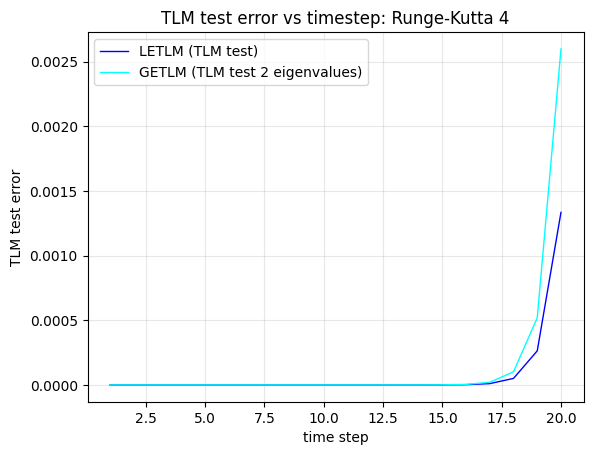 TLM test error vs timestep: Runge-Kutta 4
LETLM (TLM test)
GETLM (TLM test 2 eigenvalues)
TLM test error
0.0025
0.0020
0.0015
0.0010
0.0005
0.0000
2.5 5.0 7.5 10.0 12.5 15.0 17.5 20.0
time step